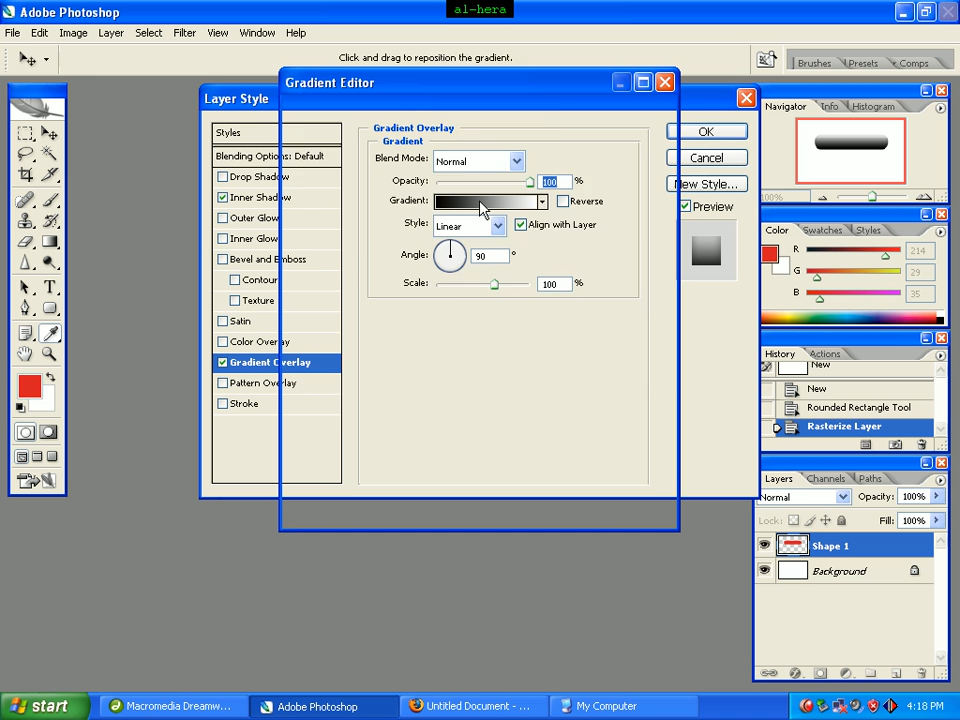 al-hera
Adobe Photoshop
File Edit Image Layer Select Filter View Window Help
Click and drag to reposition the gradient.
Brushes Presets Comps
Gradient Editor
Layer Style
Styles
Blending Options: Default
Drop Shadow
Inner Shadow
Outer Glow
Inner Glow
Bevel and Emboss
Contour
Texture
Satin
Color Overlay
Gradient Overlay
Pattern Overlay
Stroke
Gradient Overlay
Gradient
Blend Mode: Normal
Opacity: 100 %
Gradient: Reverse
Style: Linear Align with Layer
Angle: 90 °
Scale: 100 %
OK
Cancel
New Style...
Preview
Navigator Info Histogram
100%
Color Swatches Styles
R 214
G 29
B 35
History Actions
New
New
Rounded Rectangle Tool
Rasterize Layer
Layers Channels Paths
Normal Opacity: 100%
Lock: Fill: 100%
Shape 1
Background
start Macromedia Dreamw... Adobe Photoshop Untitled Document - ... My Computer 4:18 PM